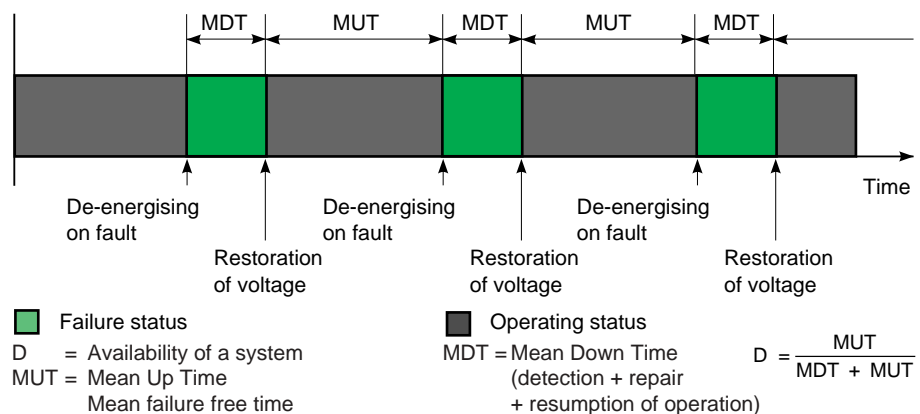 MDT MUT MDT MUT MDT
Time
De-energising on fault
De-energising on fault
De-energising on fault
Restoration of voltage
Restoration of voltage
Restoration of voltage
Failure status
D = Availability of a system
MUT = Mean Up Time
Mean failure free time
Operating status
MDT = Mean Down Time
(detection + repair
+ resumption of operation)
D = MUT
MDT + MUT